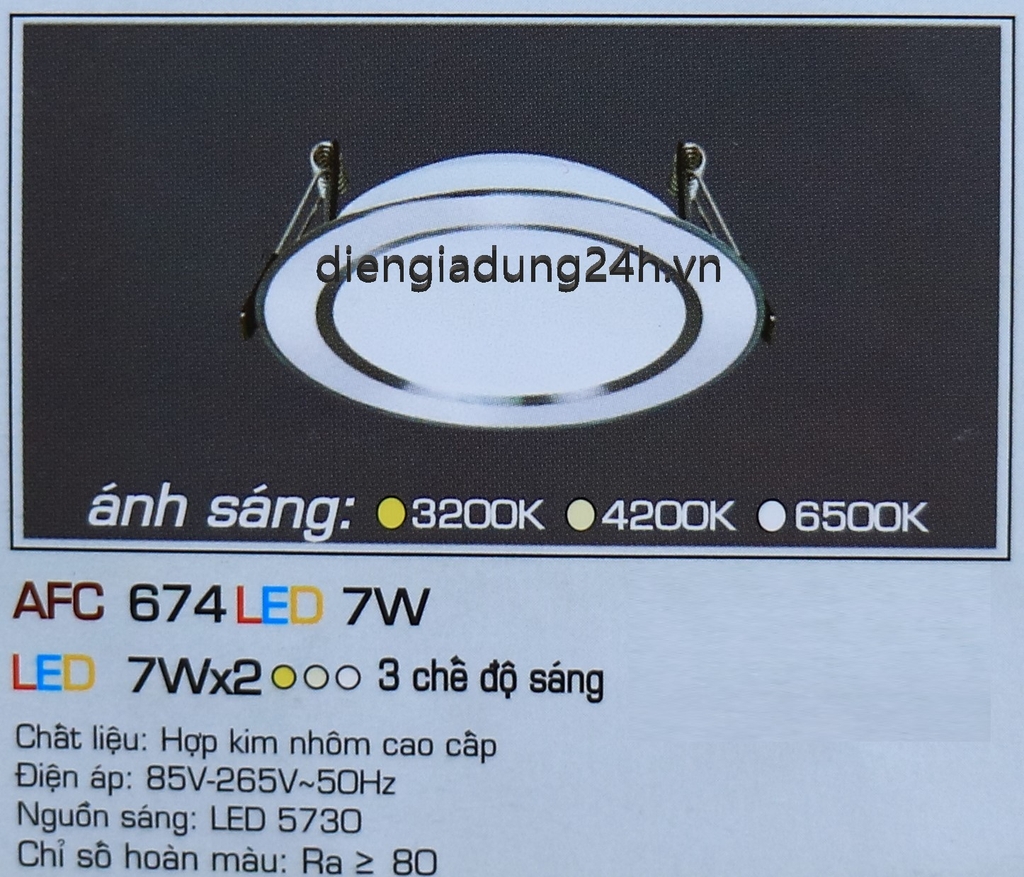 diengiadung24h.vn
ánh sáng: 3200K 4200K 6500K
AFC 674 LED 7W
LED 7Wx2 3 chế độ sáng
Chất liệu: Hợp kim nhôm cao cấp
Điện áp: 85V-265V~50Hz
Nguồn sáng: LED 5730
Chỉ số hoàn màu: Ra ≥ 80